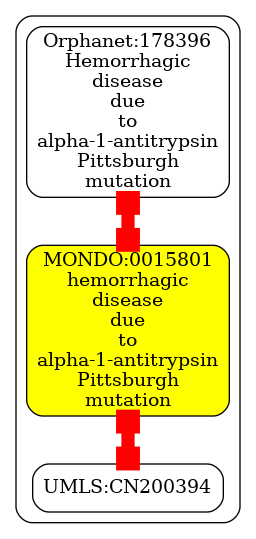 Orphanet:178396
Hemorrhagic
disease
due
to
alpha-1-antitrypsin
Pittsburgh
mutation
MONDO:0015801
hemorrhagic
disease
due
to
alpha-1-antitrypsin
Pittsburgh
mutation
UMLS:CN200394